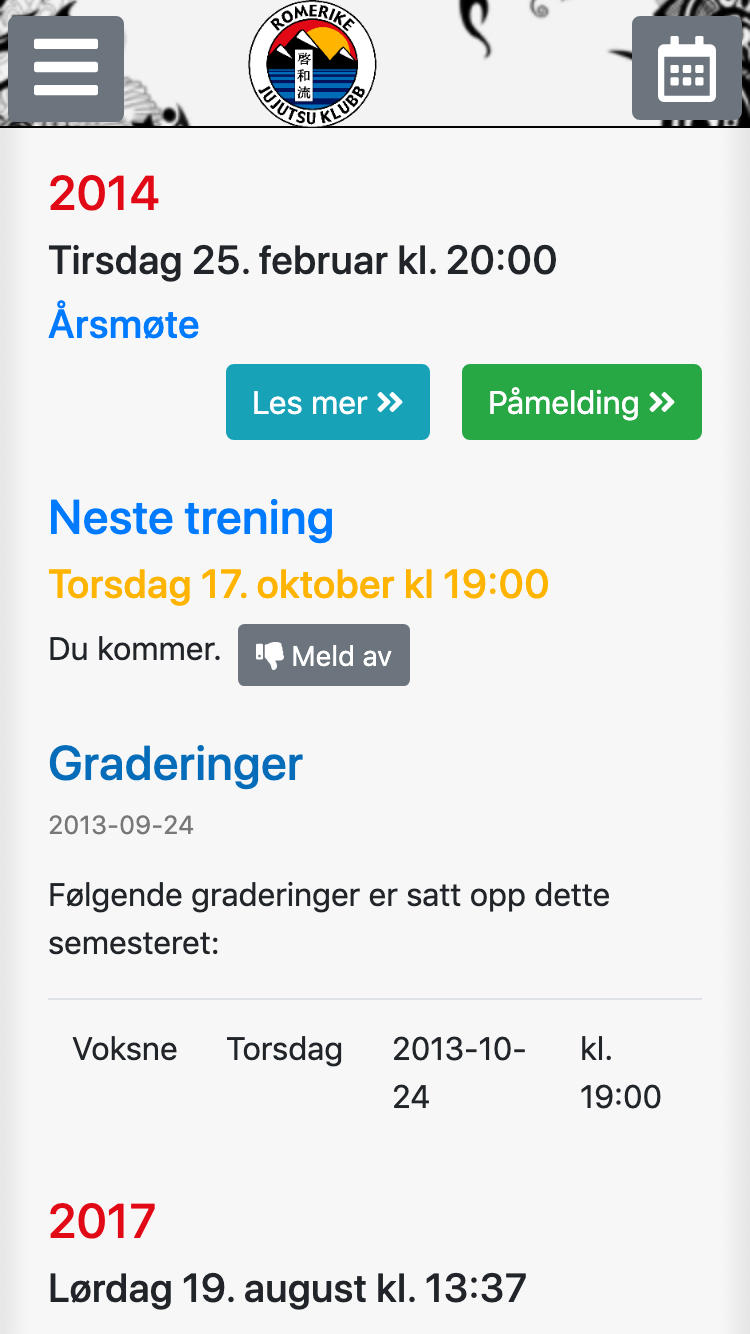 ROMERIKE
啓和流
JUJUTSU KLUBB
2014
Tirsdag 25. februar kl. 20:00
Årsmøte
Les mer »
Påmelding »
Neste trening
Torsdag 17. oktober kl 19:00
Du kommer. Meld av
Graderinger
2013-09-24
Følgende graderinger er satt opp dette
semesteret:
Voksne Torsdag 2013-10- kl.
24 19:00
2017
Lørdag 19. august kl. 13:37